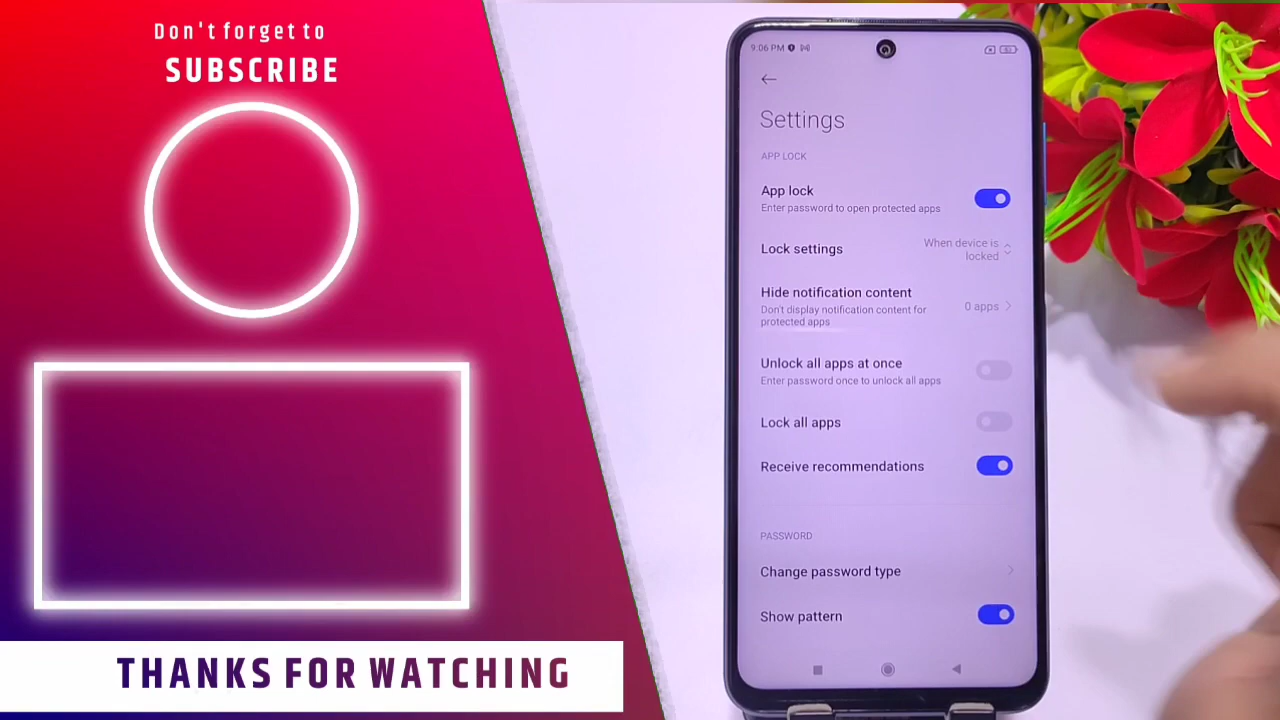 Don't forget to
SUBSCRIBE
THANKS FOR WATCHING
9:06 PM
Settings
APP LOCK
App lock
Enter password to open protected apps
Lock settings
When device is
locked
Hide notification content
Don't display notification content for
protected apps
0 apps
Unlock all apps at once
Enter password once to unlock all apps
Lock all apps
Receive recommendations
PASSWORD
Change password type
Show pattern